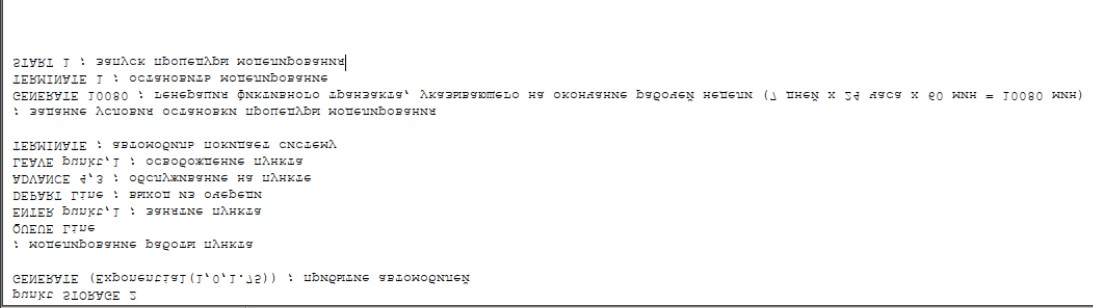 punkt STORAGE 2
GENERATE (Exponential(1,0,1.75)) ; прибытие автомобилей
; моделирование работы пункта
QUEUE Line
ENTER punkt,1 ; занятие пункта
DEPART Line ; выход из очереди
ADVANCE 4,3 ; обслуживание на пункте
LEAVE punkt,1 ; освобождение пункта
TERMINATE ; автомобиль покидает систему
; задание условия остановки процедуры моделирования
GENERATE 10080 ; генерация фиктивного транзакта, указывающего на окончание рабочей недели (7 дней x 24 часа x 60 мин = 10080 мин)
TERMINATE 1 ; остановить моделирование
START 1 ; запуск процедуры моделирования